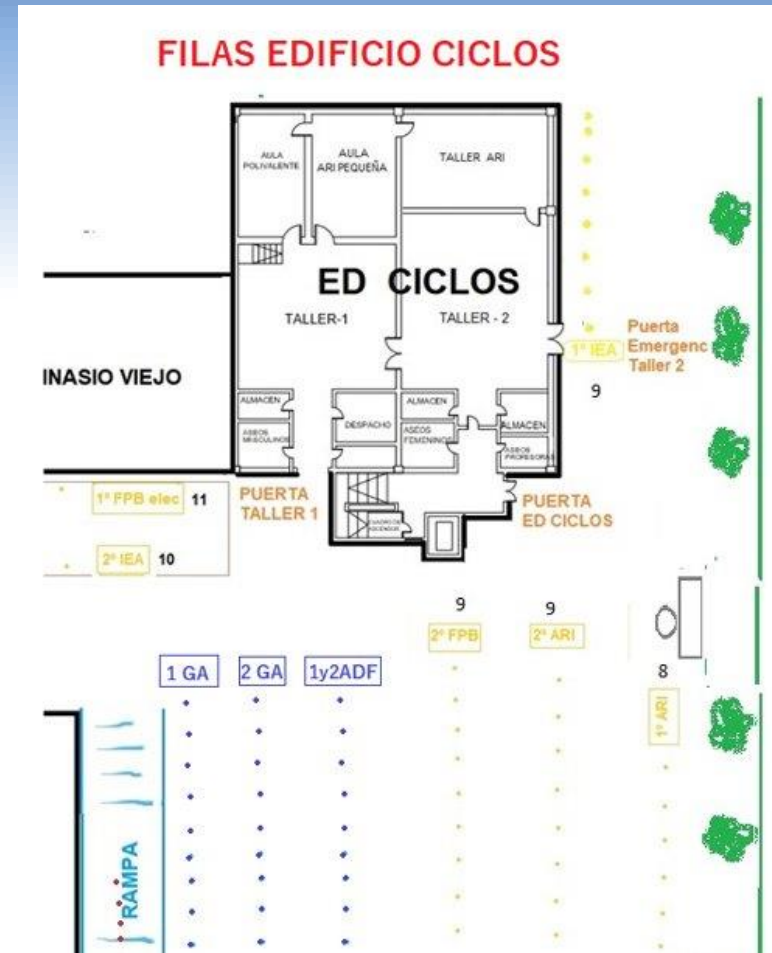 FILAS EDIFICIO CICLOS
AULA
POLIVALENTE
AULA
ARI PEQUEÑA
TALLER ARI
ED CICLOS
TALLER-1
TALLER - 2
Puerta
Emergenc
Taller 2
1º IEA
9
INASIO VIEJO
ALMACEN
ASEOS
MASCULINOS
DESPACHO
ALMACEN
ASEOS
FEMENINOS
ALMACEN
ASEOS
PROFESORAS
1º FPB elec 11
PUERTA
TALLER 1
PUERTA
ED CICLOS
CUADRO DE
ASCENSOR
2º IEA 10
9
9
2º FPB
2º ARI
8
1º ARI
1 GA
2 GA
1y2ADF
RAMPA